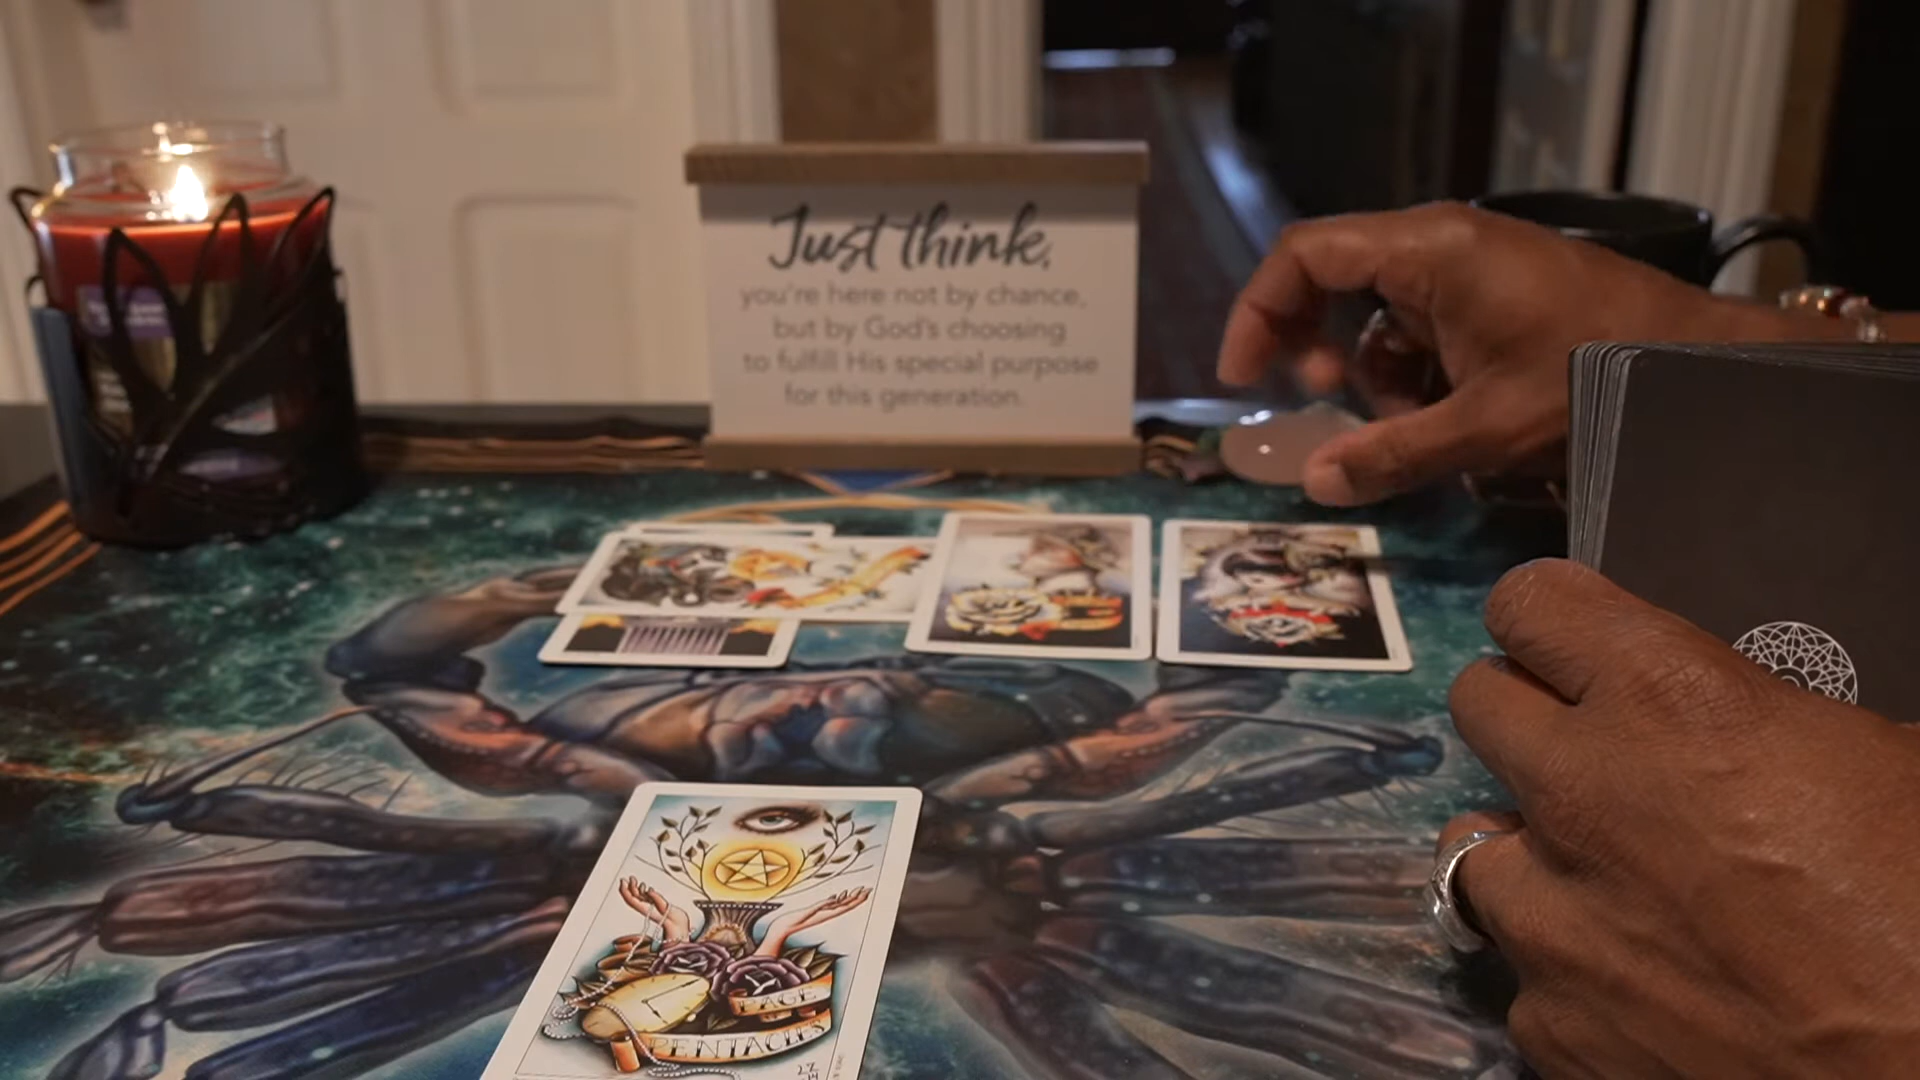 Just think,
you're here not by chance,
but by God's choosing
to fulfill His special purpose
for this generation.
PAGE
PENTACLES